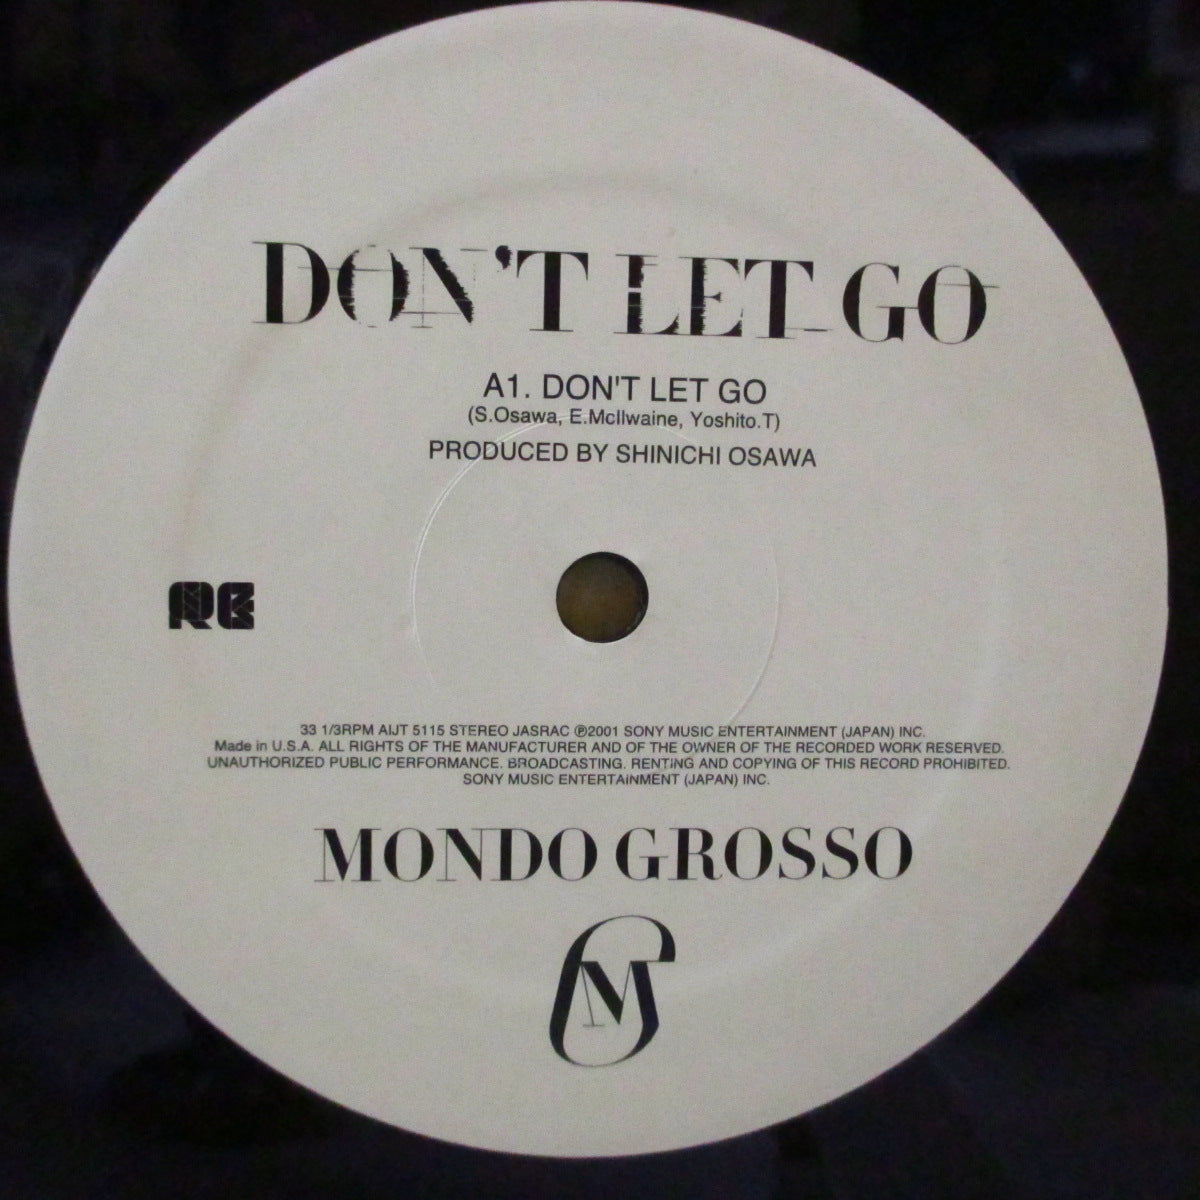 DON'T LET GO
A1. DON'T LET GO
(S.Osawa, E.McIlwaine, Yoshito.T)
PRODUCED BY SHINICHI OSAWA
33 1/3RPM AIJT 5115 STEREO JASRAC ℗2001 SONY MUSIC ENTERTAINMENT (JAPAN) INC.
Made in U.S.A. ALL RIGHTS OF THE MANUFACTURER AND OF THE OWNER OF THE RECORDED WORK RESERVED.
UNAUTHORIZED PUBLIC PERFORMANCE. BROADCASTING. RENTING AND COPYING OF THIS RECORD PROHIBITED.
SONY MUSIC ENTERTAINMENT (JAPAN) INC.
MONDO GROSSO